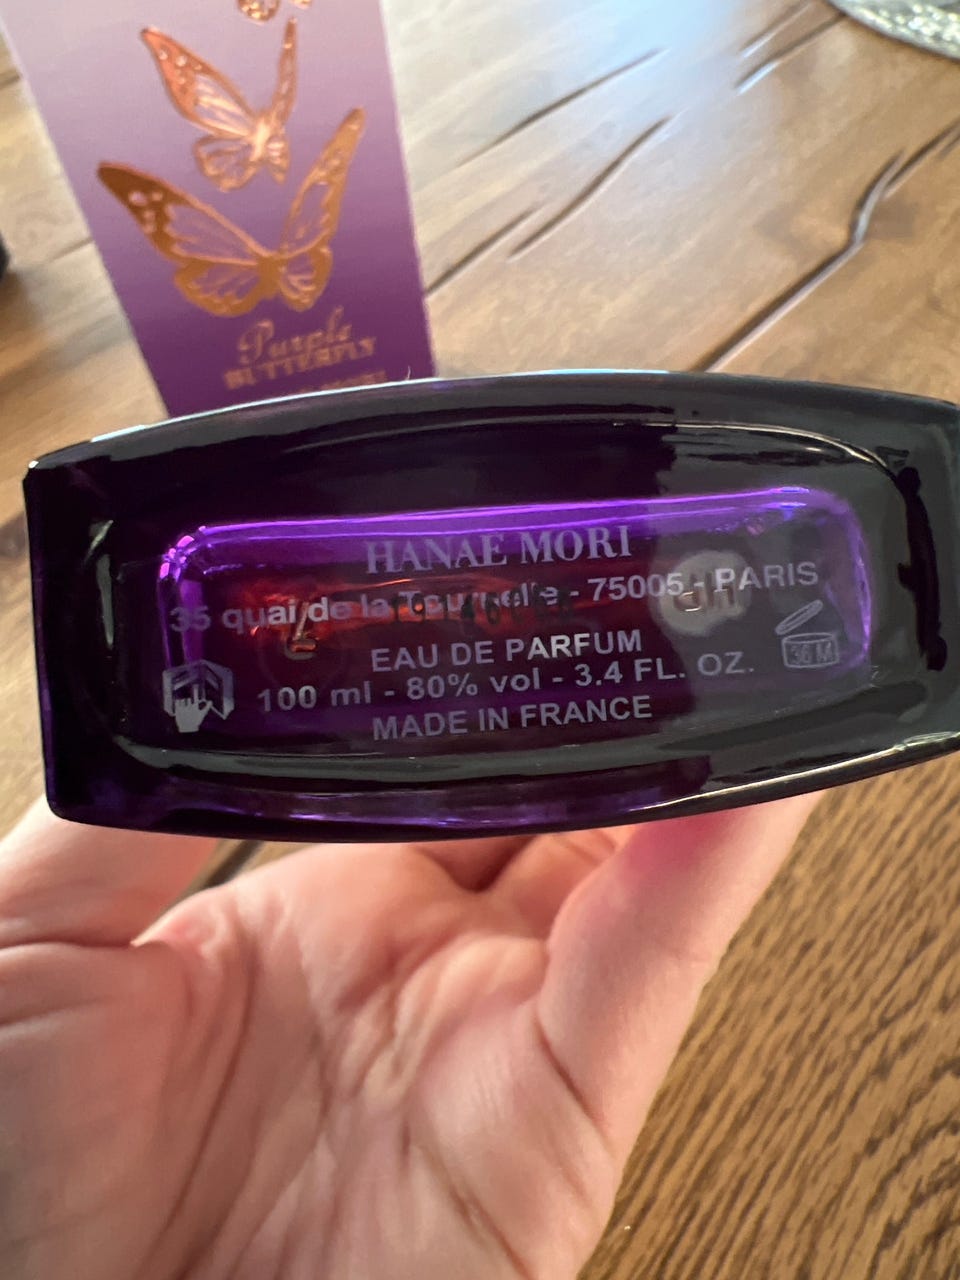 Purple
BUTTERFLY
HANAE MORI
35 quai de la Tournelle - 75005 - PARIS
EAU DE PARFUM
100 ml - 80% vol - 3.4 FL. OZ.
MADE IN FRANCE
36 M